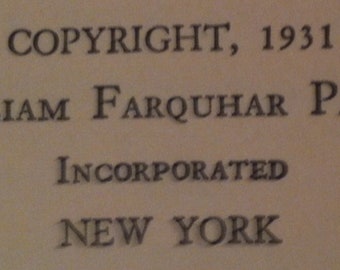 COPYRIGHT, 1931
FARQUHAR
INCORPORATED
NEW YORK